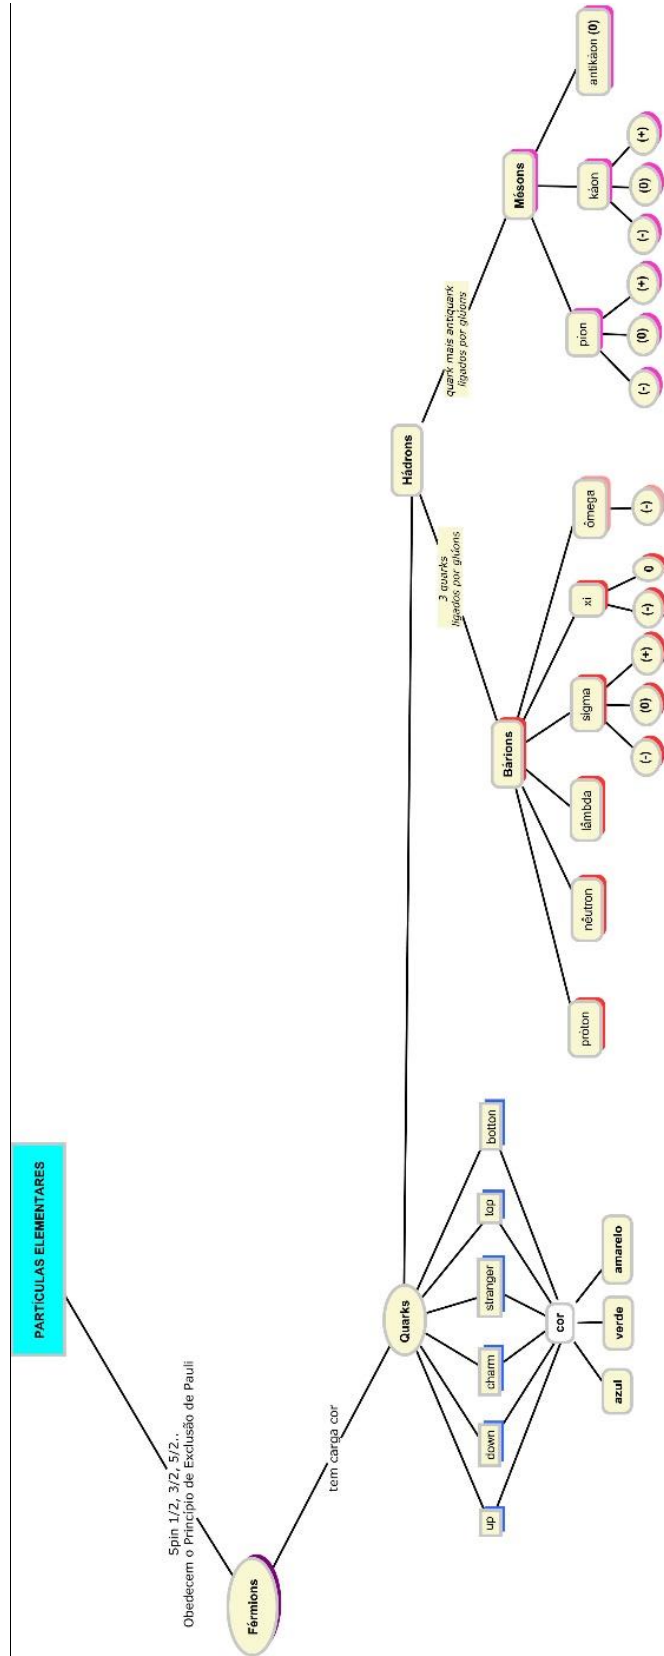 PARTÍCULAS ELEMENTARES
Spin 1/2, 3/2, 5/2..
Obedecem o Princípio de Exclusão de Pauli
Férmions
tem carga cor
Quarks
up
down
charm
stranger
top
botton
cor
azul
verde
amarelo
Hádrons
3 quarks
ligados por glúons
quark mais antiquark
ligados por glúons
Bárions
próton
nêutron
lâmbda
sigma
xi
ômega
(-)
(0)
(+)
(-)
0
(-)
Mésons
píon
káon
antikáon (0)
(-)
(0)
(+)
(-)
(0)
(+)